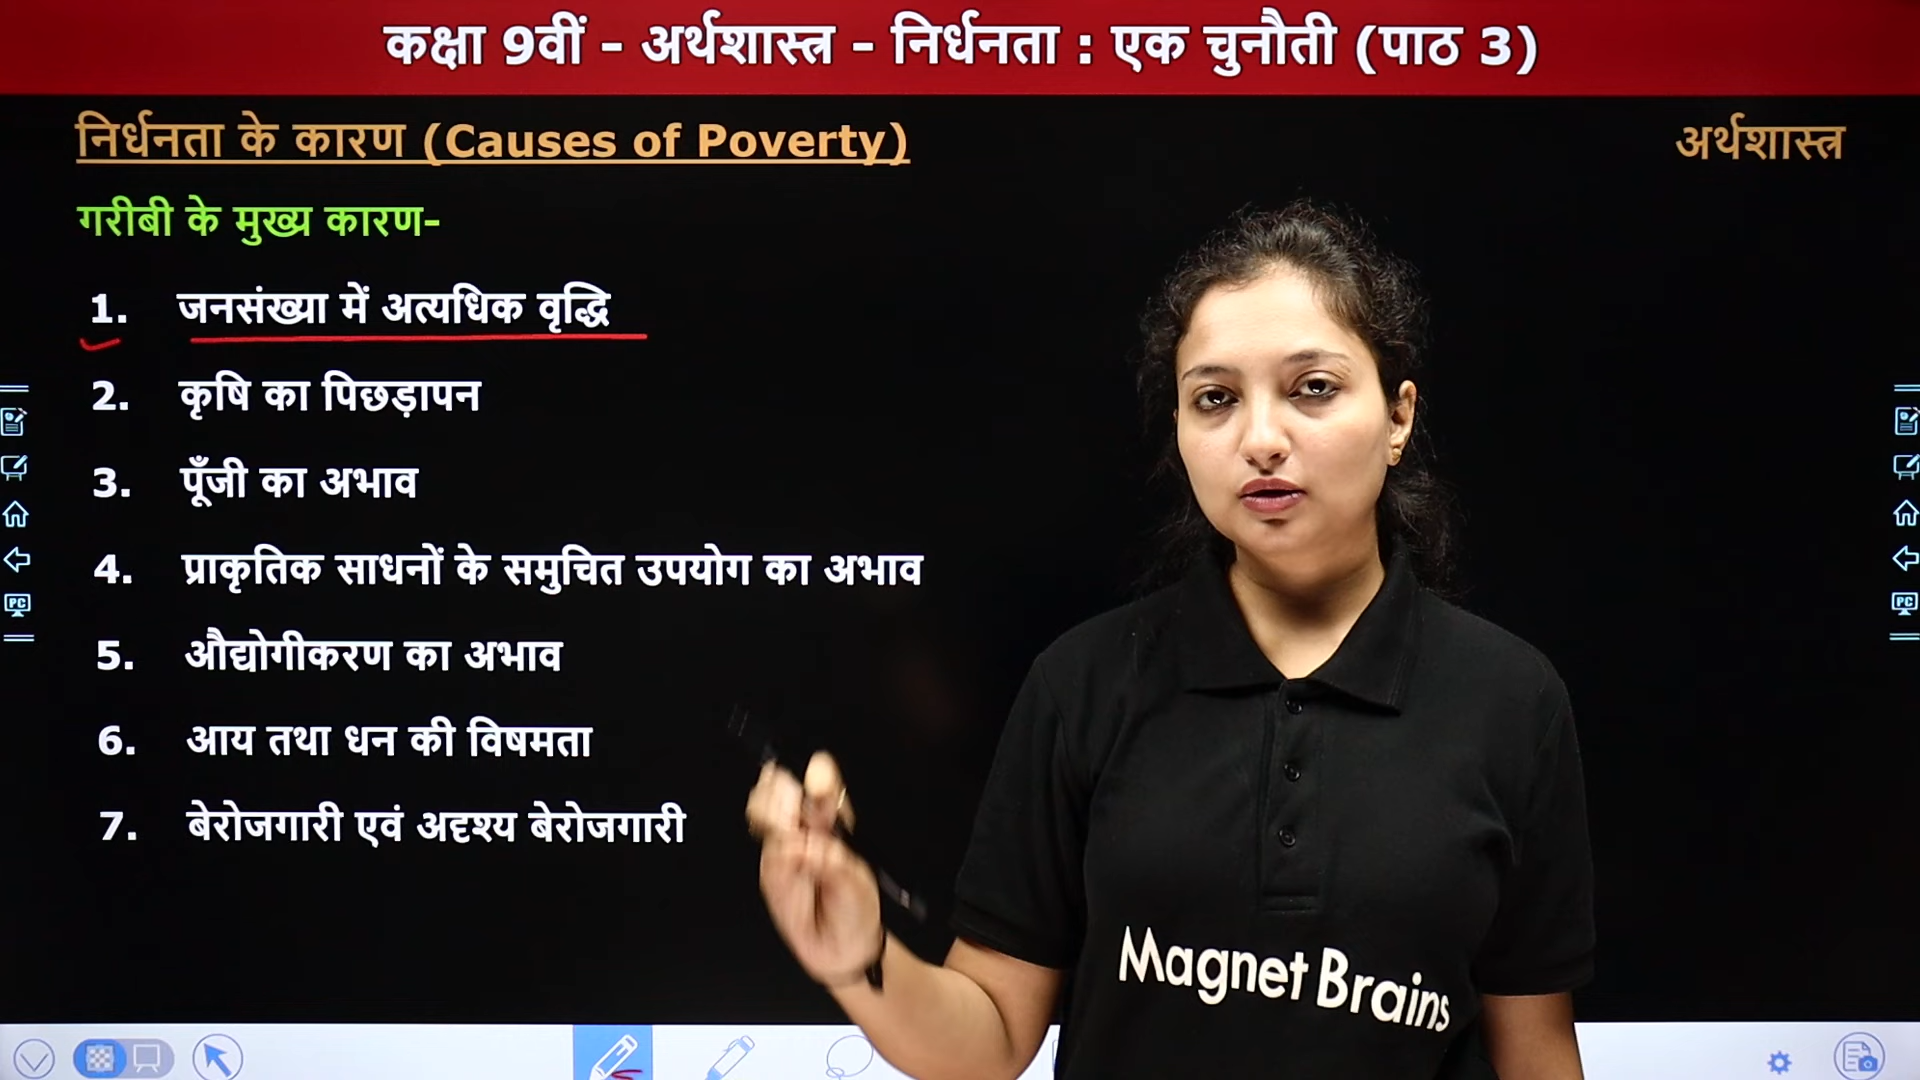 कक्षा 9वीं - अर्थशास्त्र - निर्धनता : एक चुनौती (पाठ 3)
निर्धनता के कारण (Causes of Poverty)
अर्थशास्त्र
गरीबी के मुख्य कारण-
1. जनसंख्या में अत्यधिक वृद्धि
2. कृषि का पिछड़ापन
3. पूँजी का अभाव
4. प्राकृतिक साधनों के समुचित उपयोग का अभाव
5. औद्योगीकरण का अभाव
6. आय तथा धन की विषमता
7. बेरोजगारी एवं अदृश्य बेरोजगारी
PC
PC
Magnet Brains